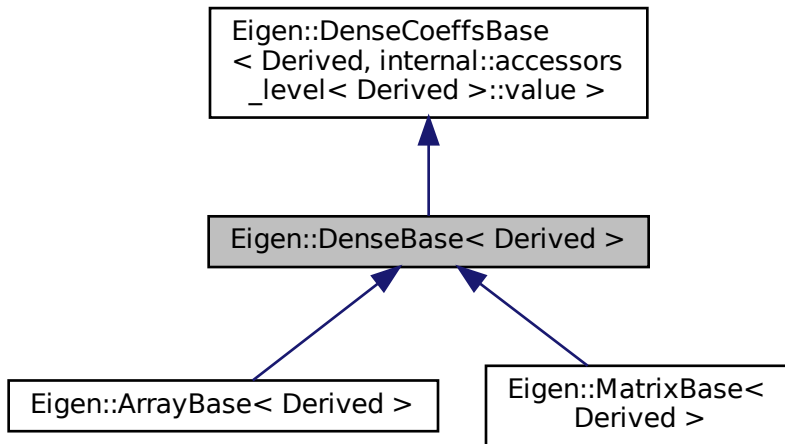 Eigen::DenseCoeffsBase
< Derived, internal::accessors
_level< Derived >::value >
Eigen::DenseBase< Derived >
Eigen::ArrayBase< Derived >
Eigen::MatrixBase<
Derived >